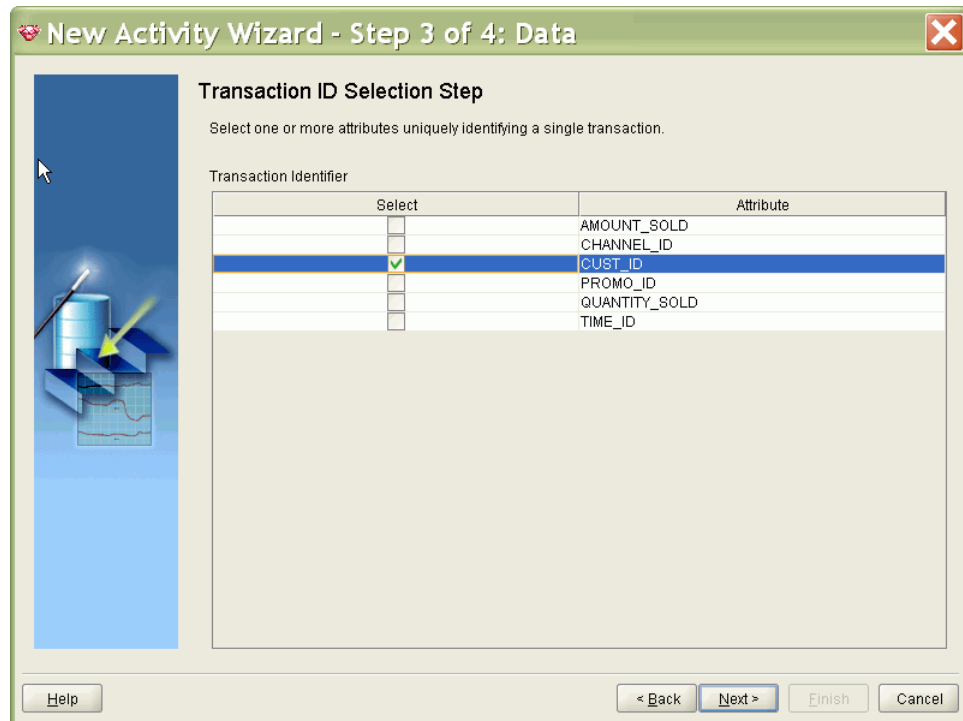 New Activity Wizard - Step 3 of 4: Data
Transaction ID Selection Step
Select one or more attributes uniquely identifying a single transaction.
Transaction Identifier
Select Attribute
AMOUNT_SOLD
CHANNEL_ID
CUST_ID
PROMO_ID
QUANTITY_SOLD
TIME_ID
Help < Back Next > Finish Cancel